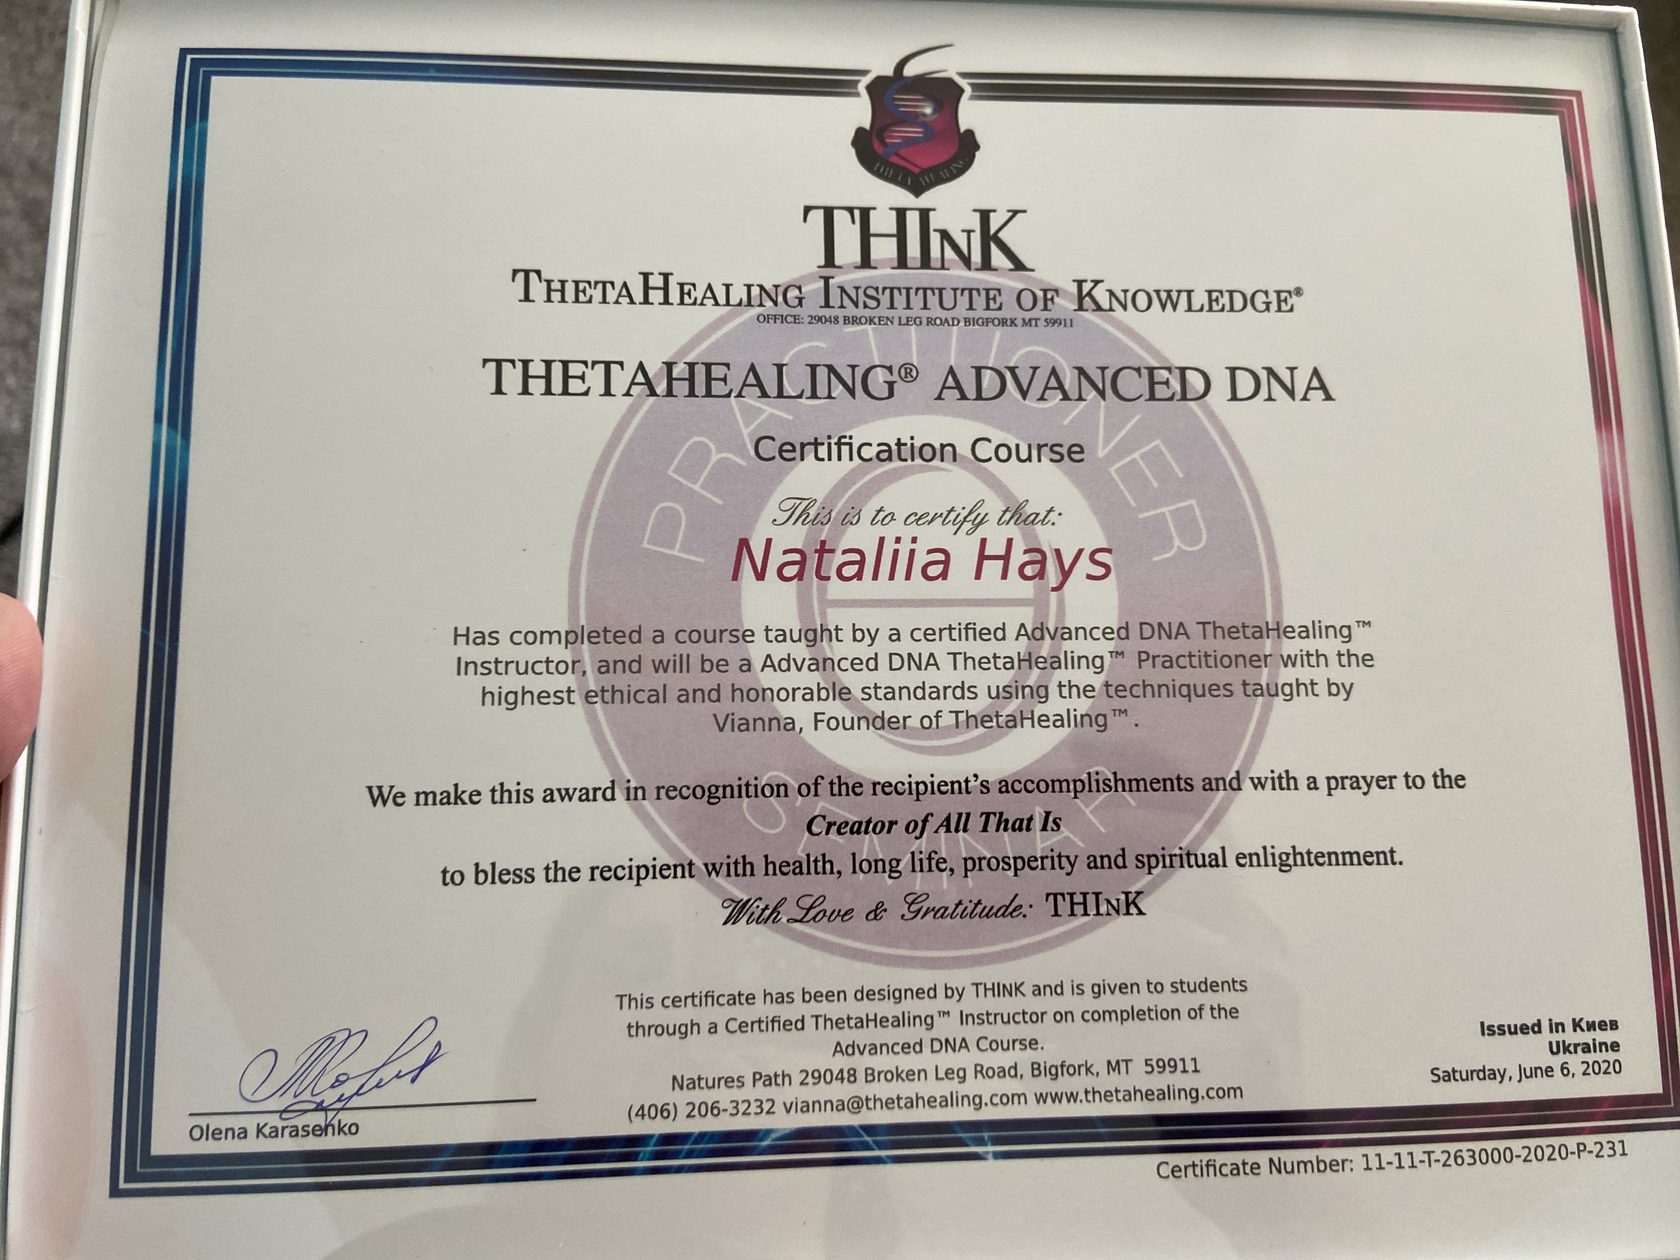 THETA HEALING
THInK
THETAHEALING INSTITUTE OF KNOWLEDGE®
OFFICE: 29048 BROKEN LEG ROAD BIGFORK MT 59911
THETAHEALING® ADVANCED DNA
Certification Course
This is to certify that:
Nataliia Hays
Has completed a course taught by a certified Advanced DNA ThetaHealing™
Instructor, and will be a Advanced DNA ThetaHealing™ Practitioner with the
highest ethical and honorable standards using the techniques taught by
Vianna, Founder of ThetaHealing™.
PRACTITIONER
SEMINAR
We make this award in recognition of the recipient's accomplishments and with a prayer to the
Creator of All That Is
to bless the recipient with health, long life, prosperity and spiritual enlightenment.
With Love & Gratitude: THInK
This certificate has been designed by THINK and is given to students
through a Certified ThetaHealing™ Instructor on completion of the
Advanced DNA Course.
Natures Path 29048 Broken Leg Road, Bigfork, MT 59911
(406) 206-3232 vianna@thetahealing.com www.thetahealing.com
Olena Karasenko
Issued in Киев
Ukraine
Saturday, June 6, 2020
Certificate Number: 11-11-T-263000-2020-P-231